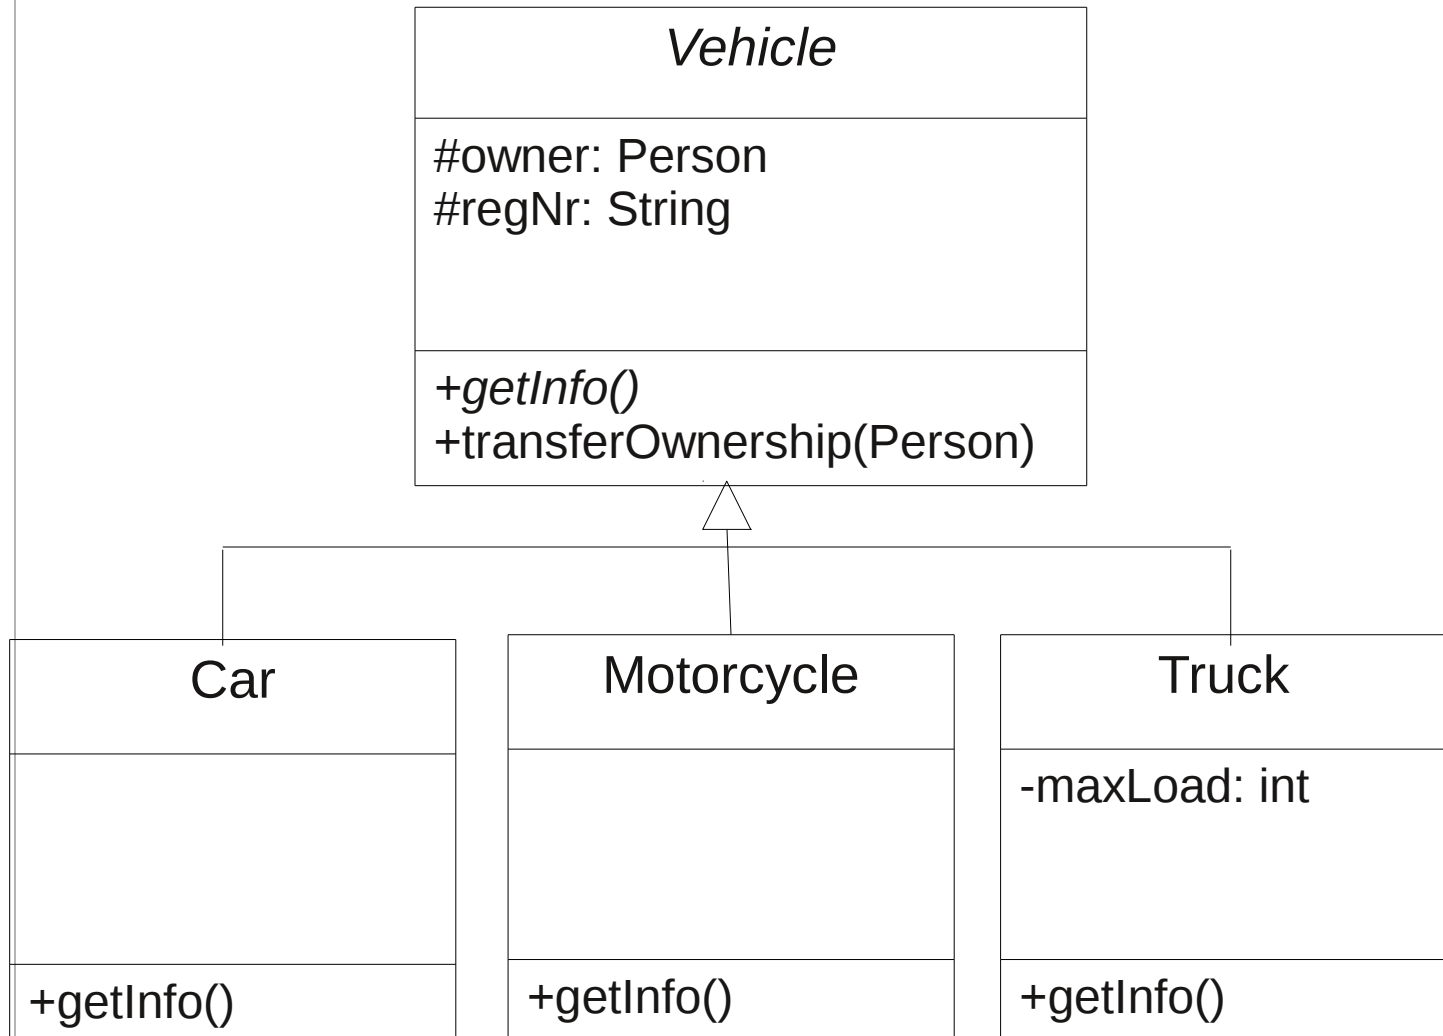 Vehicle
#owner: Person
#regNr: String
+getInfo()
+transferOwnership(Person)
Car
+getInfo()
Motorcycle
+getInfo()
Truck
-maxLoad: int
+getInfo()